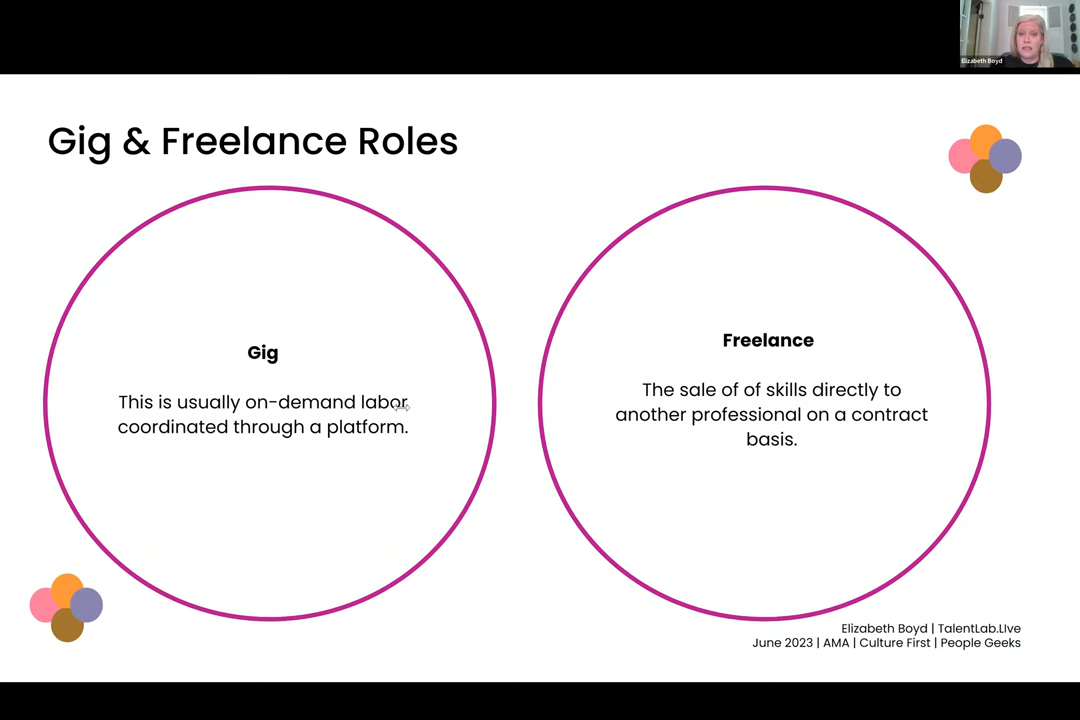 Elizabeth Boyd
Gig & Freelance Roles
Gig
This is usually on-demand labor
coordinated through a platform.
Freelance
The sale of of skills directly to
another professional on a contract
basis.
Elizabeth Boyd | TalentLab.LIve
June 2023 | AMA | Culture First | People Geeks